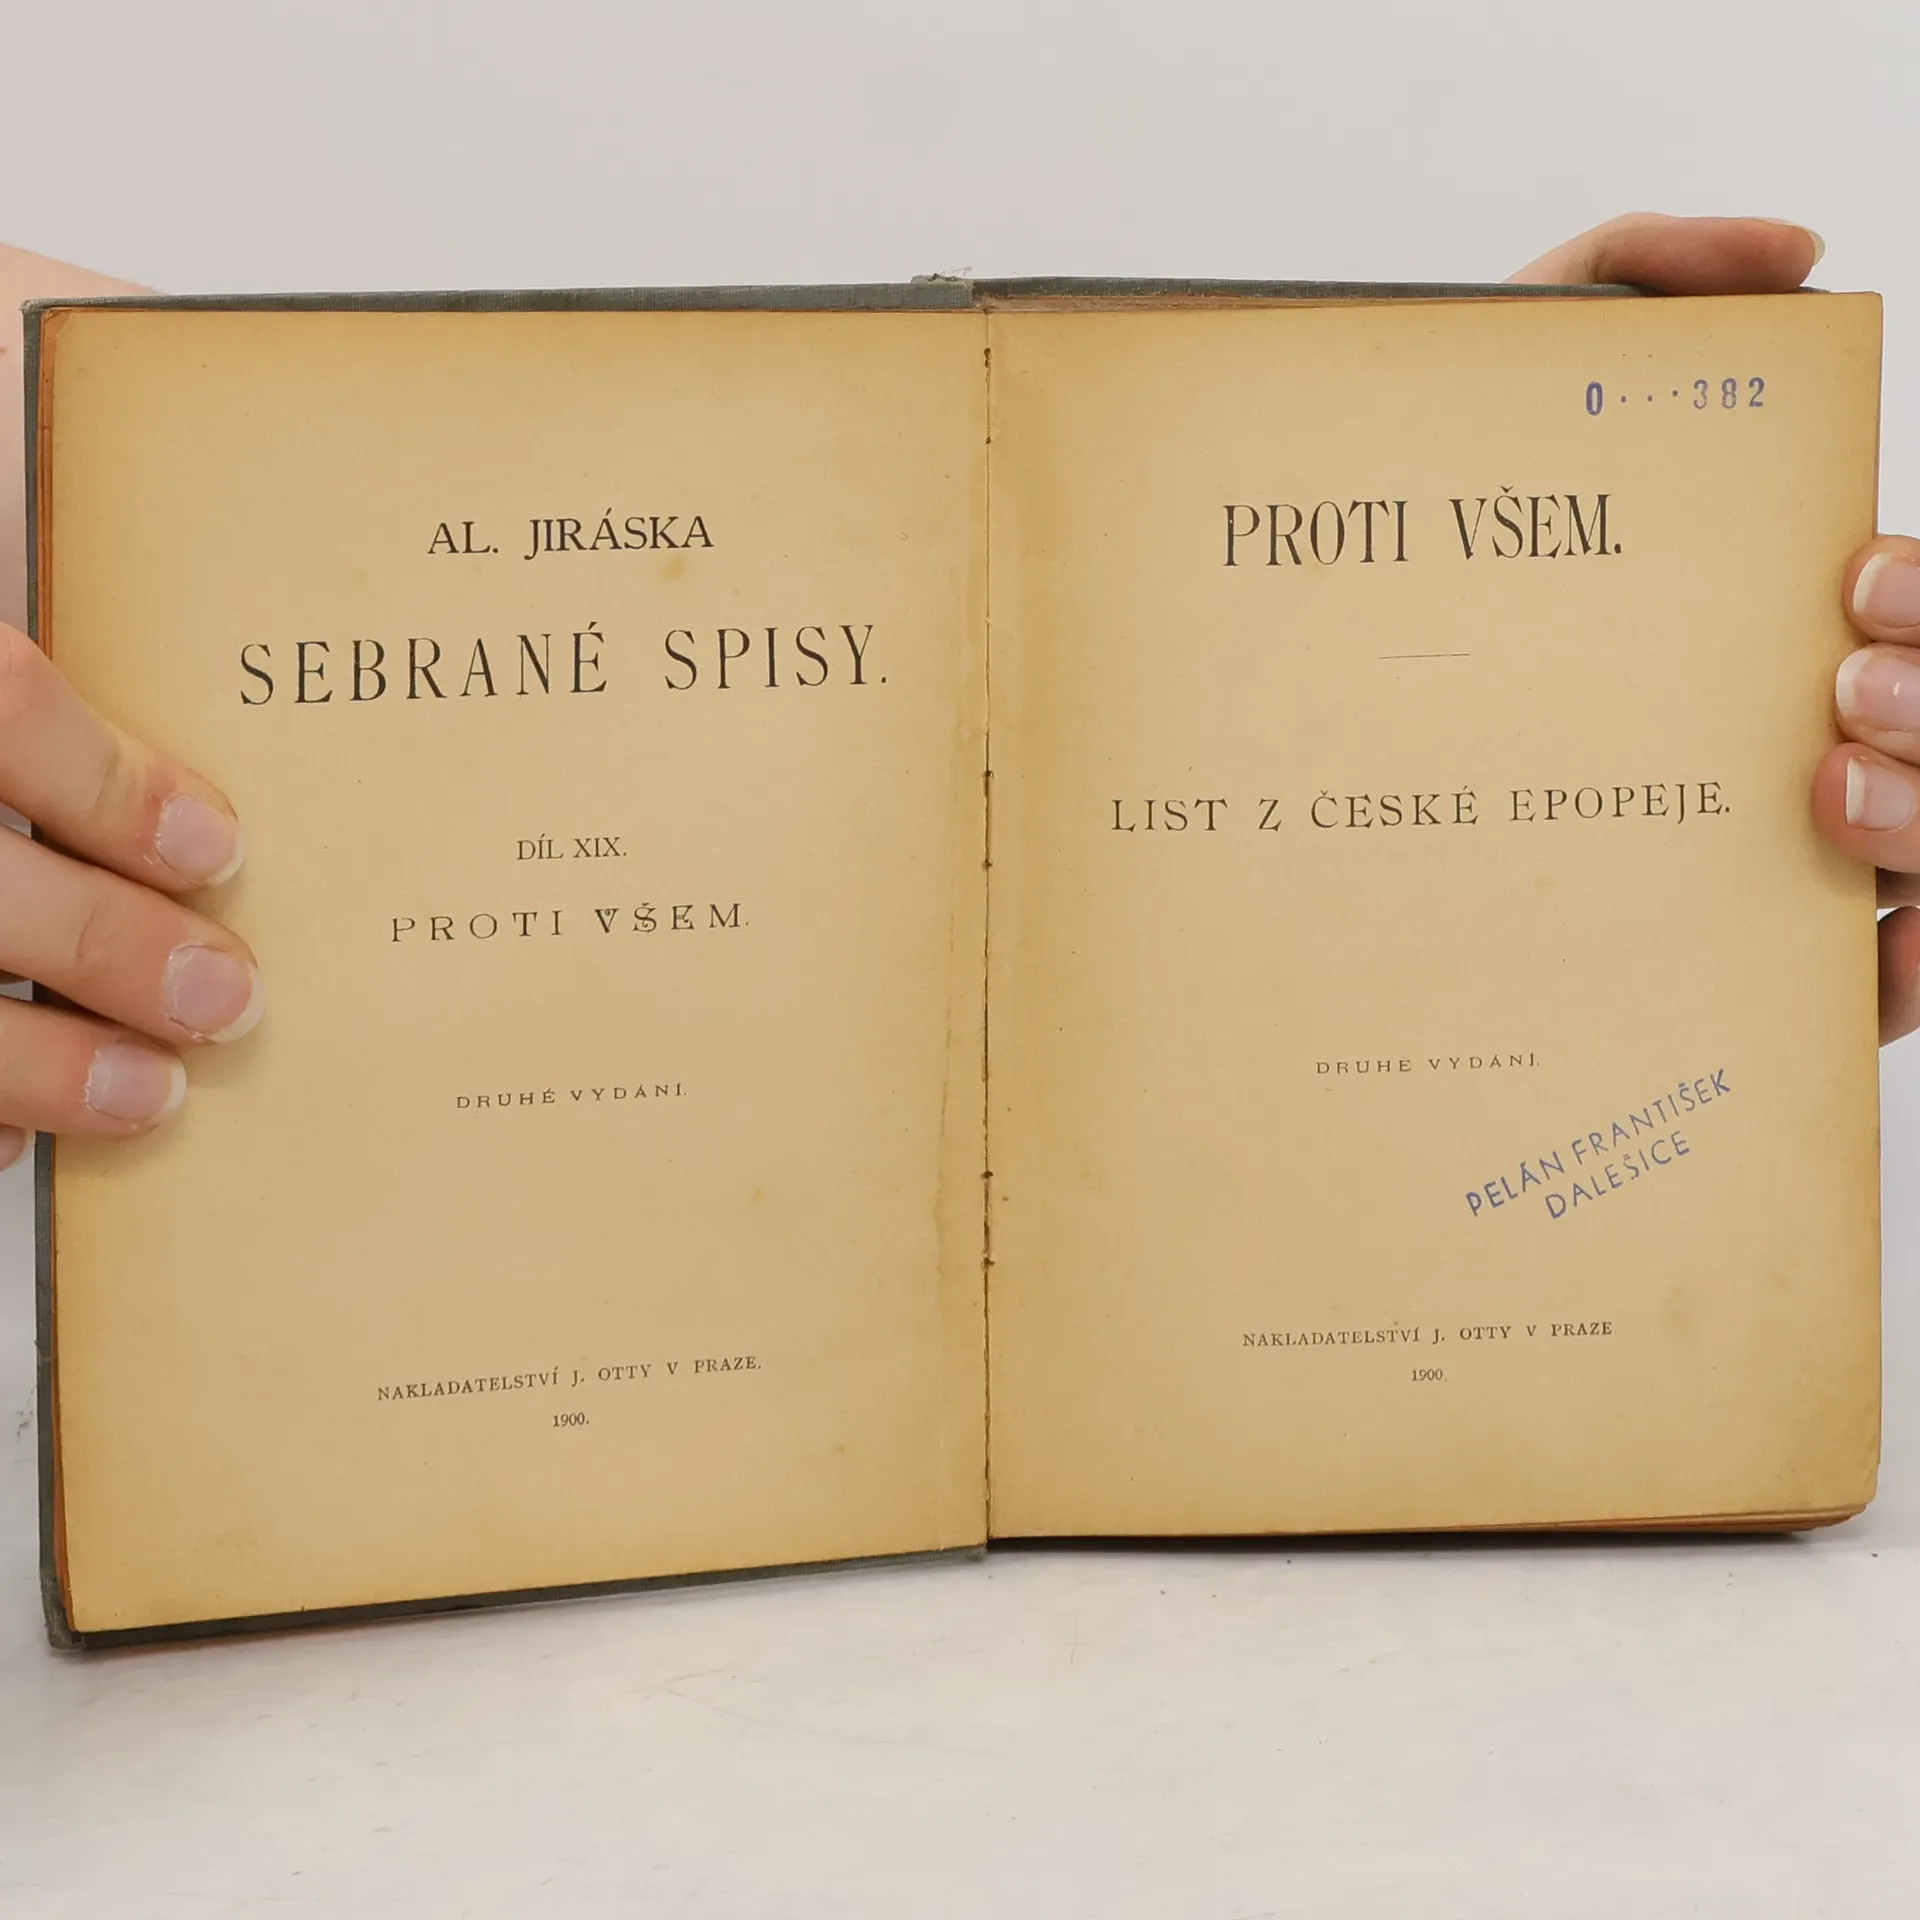 AL. JIRÁSKA
SEBRANÉ SPISY.
DÍL XIX.
PROTI VŠEM.
DRUHÉ VYDÁNÍ.
NAKLADATELSTVÍ J. OTTY V PRAZE.
1900.
0···382
PROTI VŠEM.
LIST Z ČESKÉ EPOPEJE.
DRUHÉ VYDÁNÍ.
PELÁN FRANTIŠEK
DALEŠICE
NAKLADATELSTVÍ J. OTTY V PRAZE
1900.